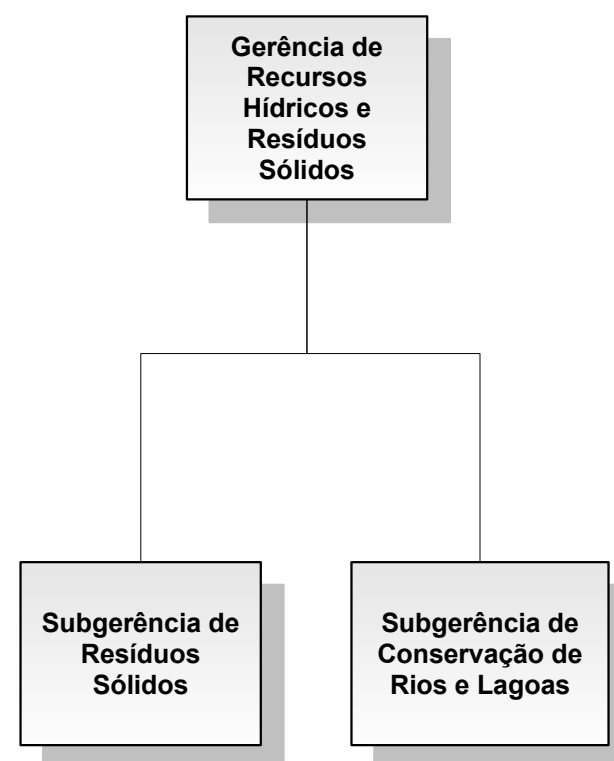 Gerência de
Recursos
Hídricos e
Resíduos
Sólidos
Subgerência de
Resíduos
Sólidos
Subgerência de
Conservação de
Rios e Lagoas